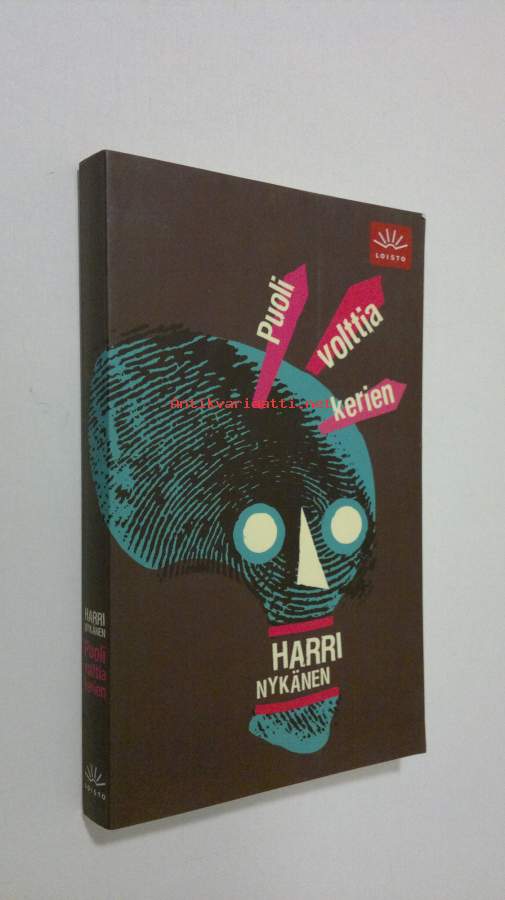 LOISTO
Puoli
volttia
kerien
Antikvariaatti.net
HARRI
NYKÄNEN
HARRI
NYKÄNEN
Puoli
volttia
kerien
LOISTO